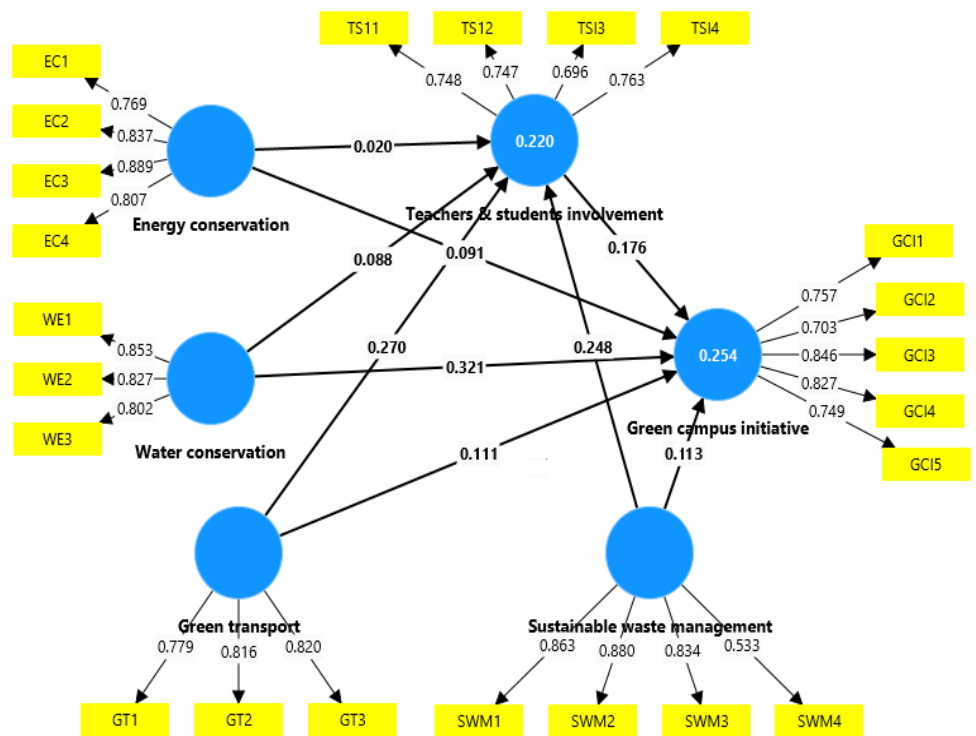 TS11
TS12
TSI3
TSI4
0.748
0.747
0.696
0.763
EC1
EC2
EC3
EC4
0.769
0.837
0.889
0.807
Energy conservation
0.020
0.220
Teachers & students involvement
0.088
0.091
0.176
GCI1
GCI2
GCI3
GCI4
GCI5
0.757
0.703
0.846
0.827
0.749
WE1
WE2
WE3
0.853
0.827
0.802
Water conservation
0.270
0.321
0.248
0.254
Green campus initiative
0.111
0.113
Green transport
0.779
0.816
0.820
GT1
GT2
GT3
Sustainable waste management
0.863
0.880
0.834
0.533
SWM1
SWM2
SWM3
SWM4